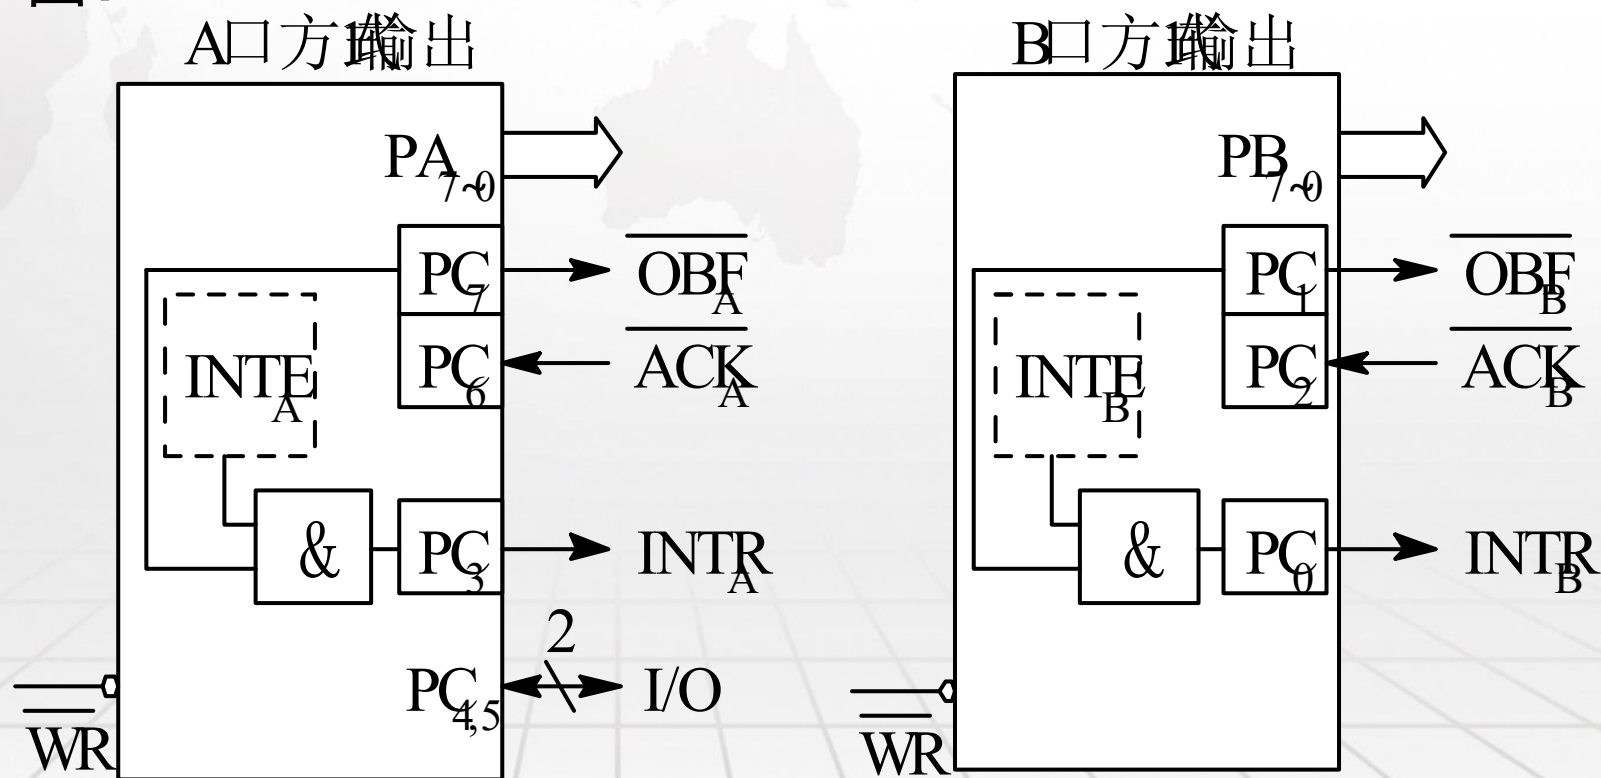 A口方式1输出
PA7~0
PC7
OBFA
PC6
ACKA
INTEA
&
PC3
INTRA
2
PC4,5
I/O
WR
B口方式1输出
PB7~0
PC1
OBFB
PC2
ACKB
INTEB
&
PC0
INTRB
WR